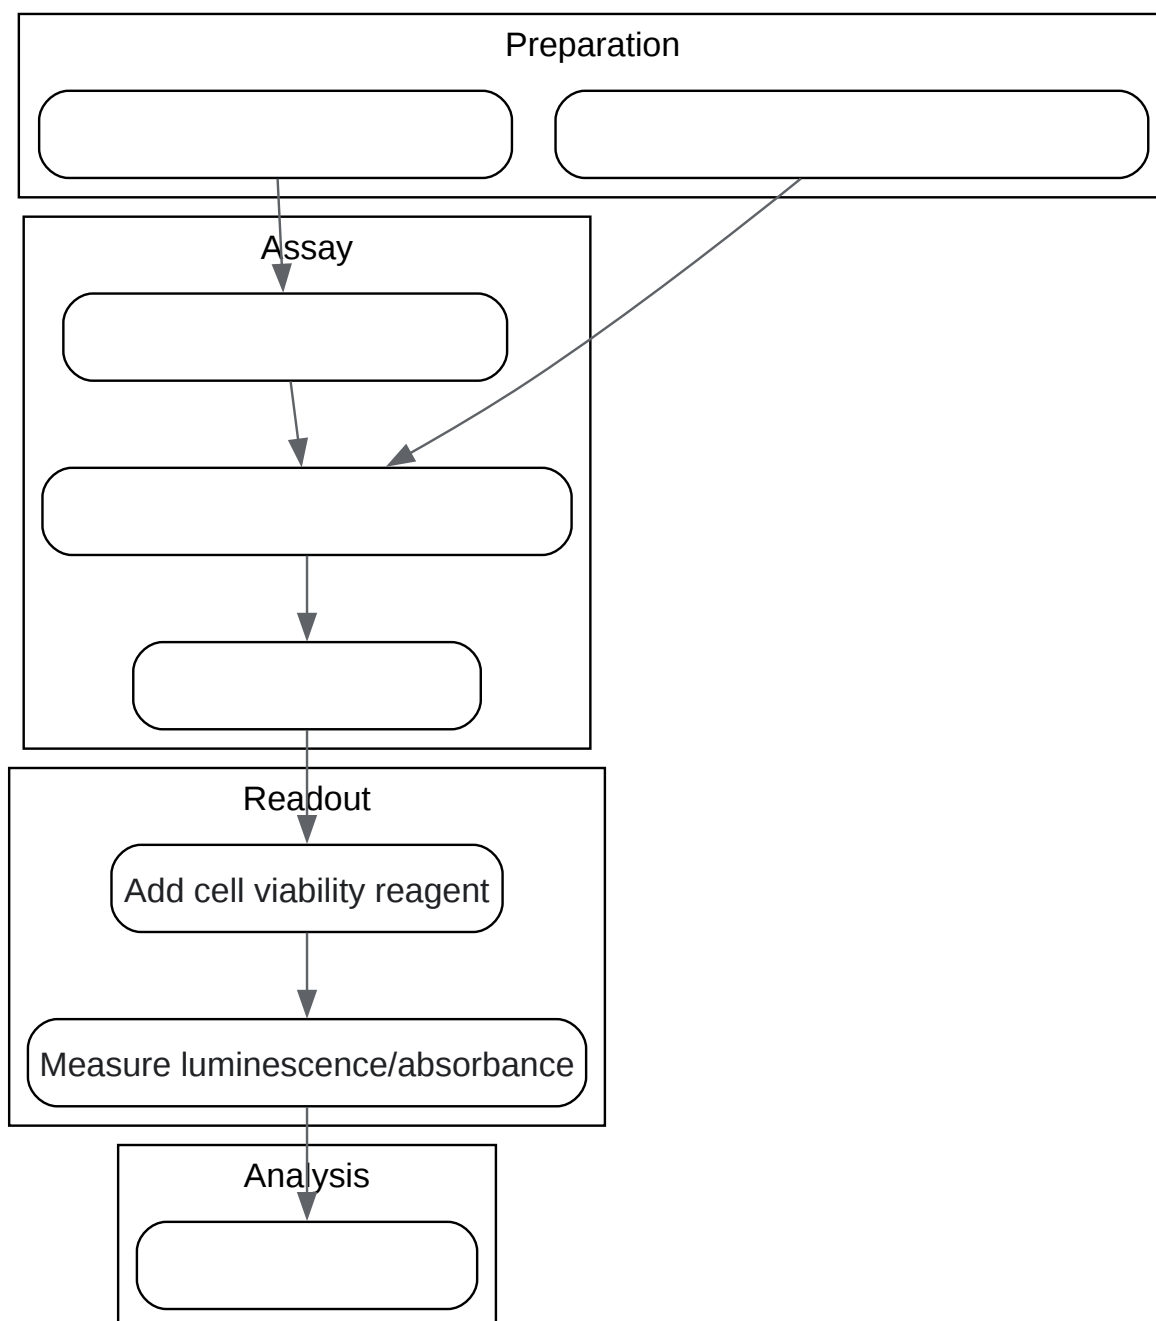 Preparation
Assay
Readout
Add cell viability reagent
Measure luminescence/absorbance
Analysis